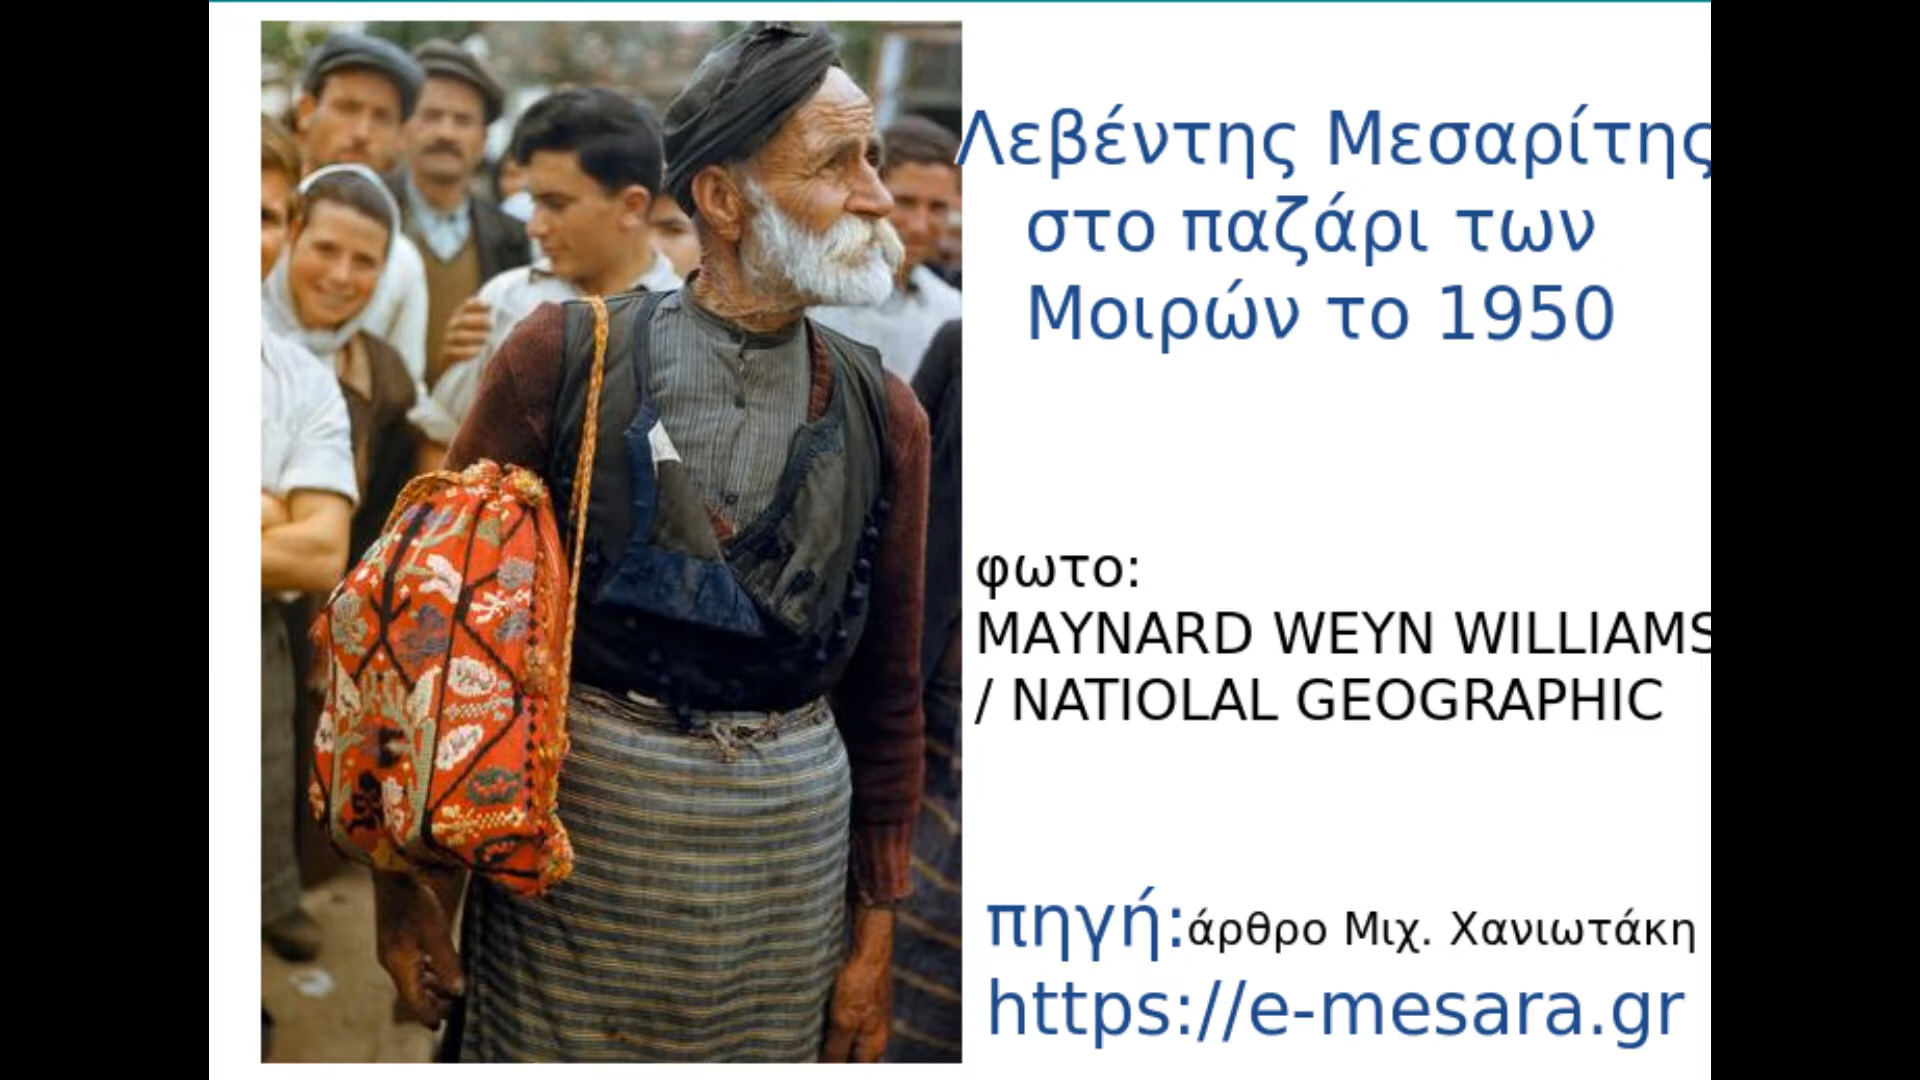 Λεβέντης Μεσαρίτης
στο παζάρι των
Μοιρών το 1950
φωτο:
MAYNARD WEYN WILLIAMS
/ NATIOLAL GEOGRAPHIC
πηγή:άρθρο Μιχ. Χανιωτάκη
https://e-mesara.gr